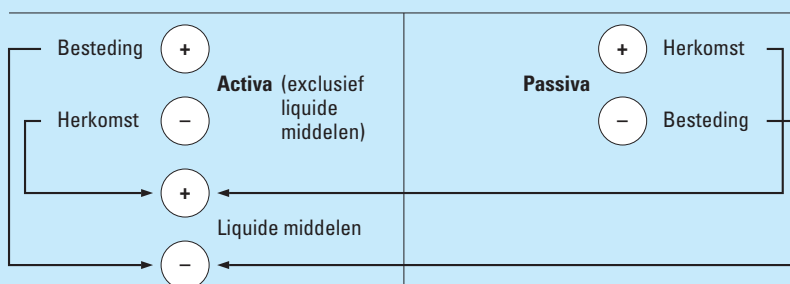 Besteding + + Herkomst
Activa (exclusief Passiva
liquide
Herkomst – middelen) – Besteding
+
Liquide middelen
–